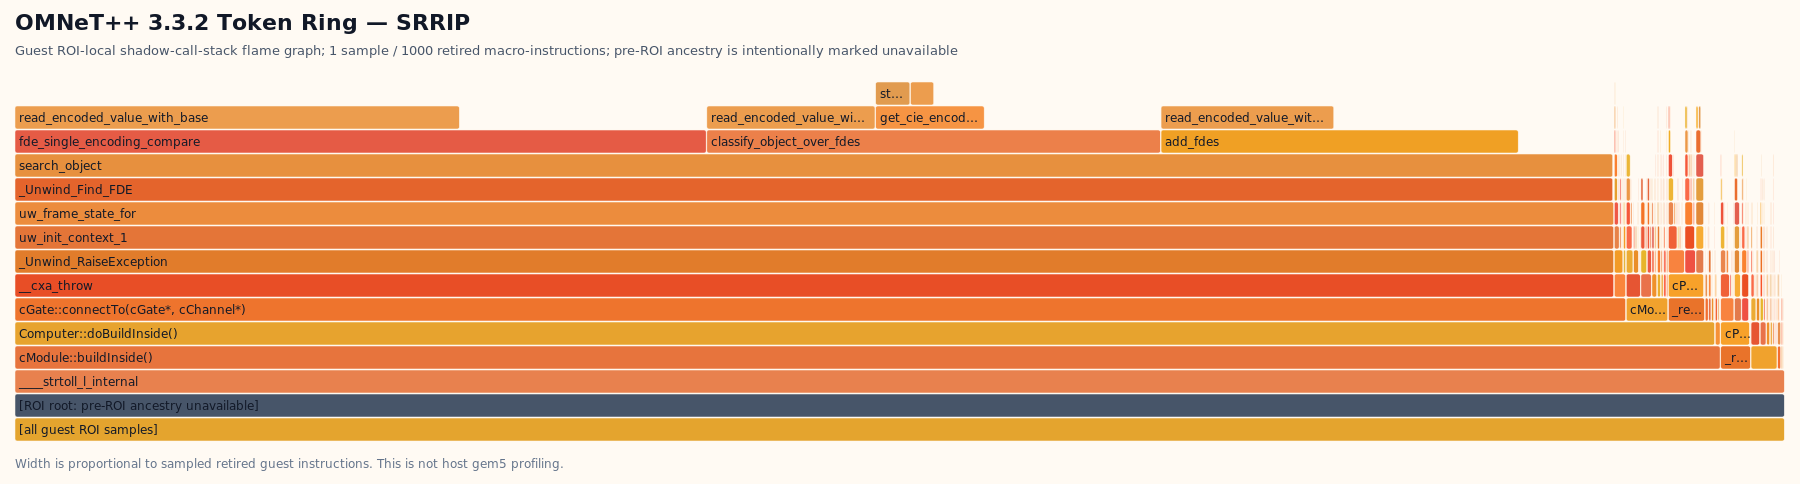 OMNeT++ 3.3.2 Token Ring — SRRIP
Guest ROI-local shadow-call-stack flame graph; 1 sample / 1000 retired macro-instructions; pre-ROI ancestry is intentionally marked unavailable
st...
read_encoded_value_with_base read_encoded_value_wi... get_cie_encod... read_encoded_value_wit...
fde_single_encoding_compare classify_object_over_fdes add_fdes
search_object
_Unwind_Find_FDE
uw_frame_state_for
uw_init_context_1
_Unwind_RaiseException
__cxa_throw cP...
cGate::connectTo(cGate*, cChannel*) cMo... _re...
Computer::doBuildInside() cP...
cModule::buildInside() _r...
____strtoll_l_internal
[ROI root: pre-ROI ancestry unavailable]
[all guest ROI samples]
Width is proportional to sampled retired guest instructions. This is not host gem5 profiling.